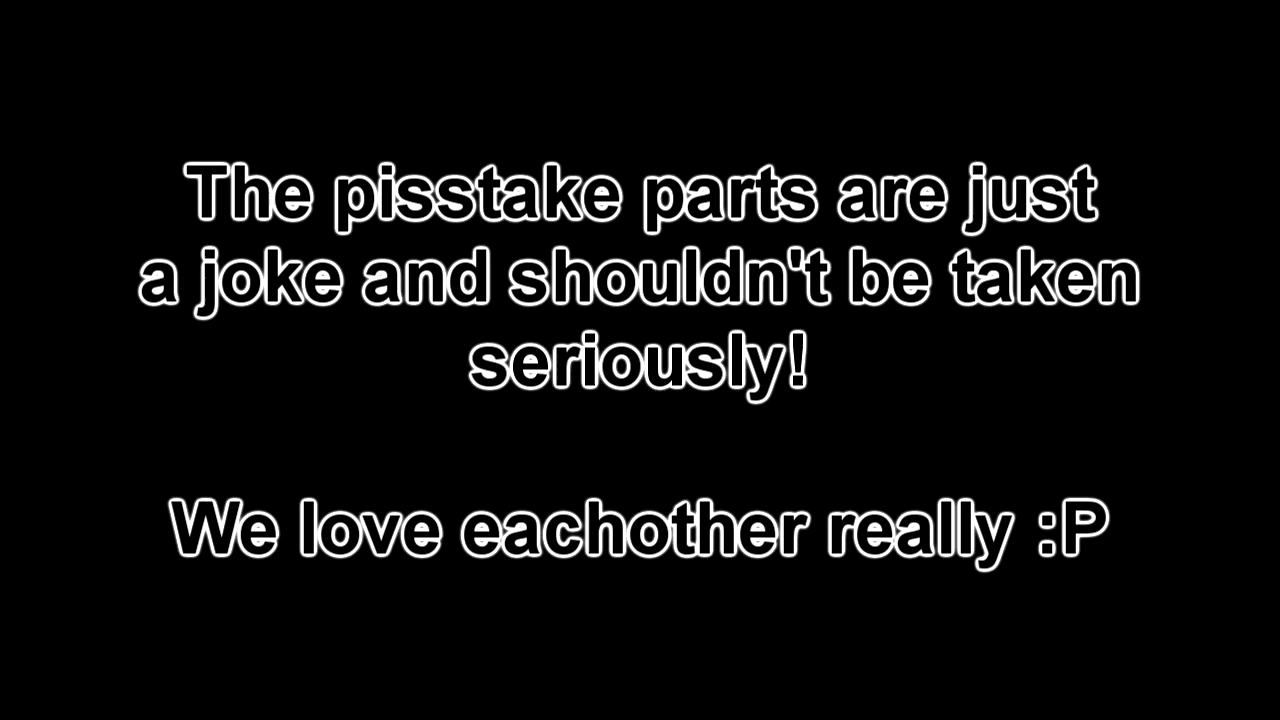 The pisstake parts are just
a joke and shouldn't be taken
seriously!
We love eachother really :P